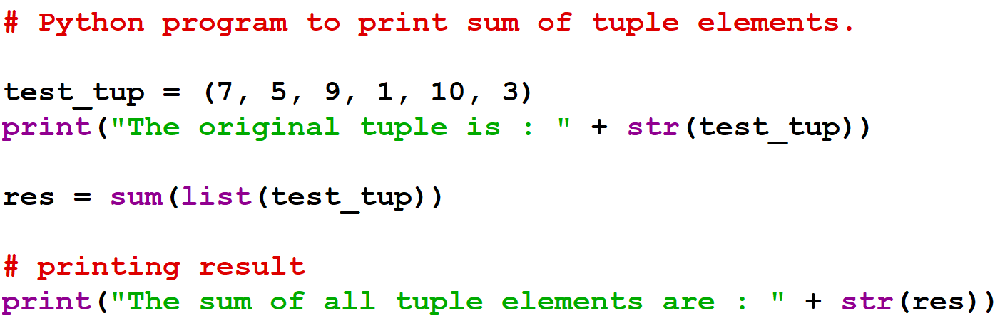 # Python program to print sum of tuple elements.
test_tup = (7, 5, 9, 1, 10, 3)
print("The original tuple is : " + str(test_tup))
res = sum(list(test_tup))
# printing result
print("The sum of all tuple elements are : " + str(res))